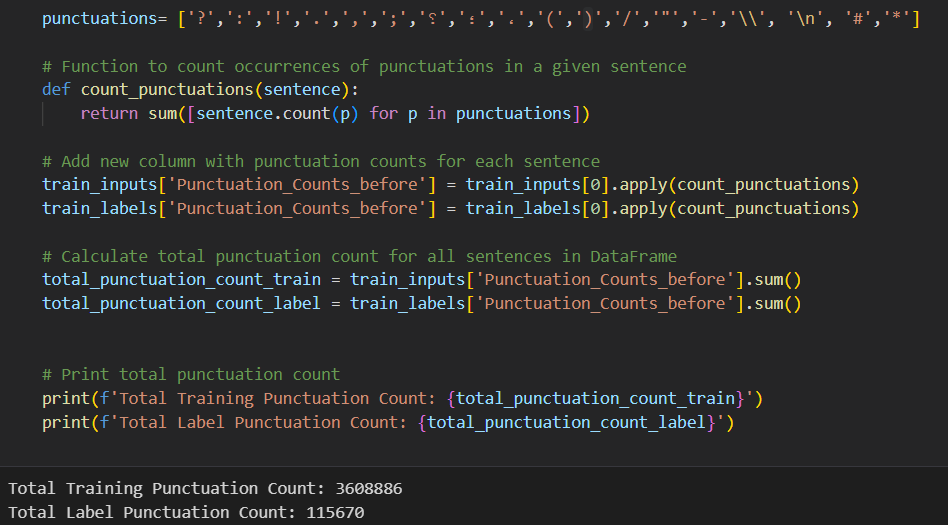 punctuations= ['?',':','!','.',',',';','؟','؛','،','(',')','/','"','-','\\', '\n', '#','*']
# Function to count occurrences of punctuations in a given sentence
def count_punctuations(sentence):
return sum([sentence.count(p) for p in punctuations])
# Add new column with punctuation counts for each sentence
train_inputs['Punctuation_Counts_before'] = train_inputs[0].apply(count_punctuations)
train_labels['Punctuation_Counts_before'] = train_labels[0].apply(count_punctuations)
# Calculate total punctuation count for all sentences in DataFrame
total_punctuation_count_train = train_inputs['Punctuation_Counts_before'].sum()
total_punctuation_count_label = train_labels['Punctuation_Counts_before'].sum()
# Print total punctuation count
print(f'Total Training Punctuation Count: {total_punctuation_count_train}')
print(f'Total Label Punctuation Count: {total_punctuation_count_label}')
Total Training Punctuation Count: 3608886
Total Label Punctuation Count: 115670